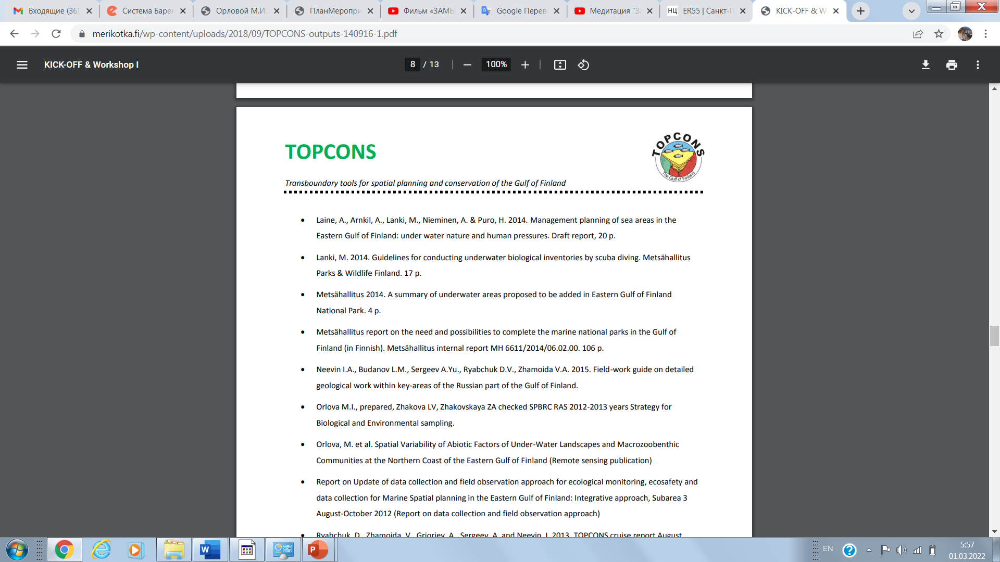 Входящие (36)
Система Барен
Орловой М.И.
ПланМеропри
Фильм «ЗАМЫ
Google Перев
Медитация "За
НЦ ER55 | Санкт-П
KICK-OFF & W
merikotka.fi/wp-content/uploads/2018/09/TOPCONS-outputs-140916-1.pdf
KICK-OFF & Workshop I
8 / 13
100%
TOPCONS
TOPCONS
The Gulf of Finland
Transboundary tools for spatial planning and conservation of the Gulf of Finland
• Laine, A., Arnkil, A., Lanki, M., Nieminen, A. & Puro, H. 2014. Management planning of sea areas in the
Eastern Gulf of Finland: under water nature and human pressures. Draft report, 20 p.
• Lanki, M. 2014. Guidelines for conducting underwater biological inventories by scuba diving. Metsähallitus
Parks & Wildlife Finland. 17 p.
• Metsähallitus 2014. A summary of underwater areas proposed to be added in Eastern Gulf of Finland
National Park. 4 p.
• Metsähallitus report on the need and possibilities to complete the marine national parks in the Gulf of
Finland (in Finnish). Metsähallitus internal report MH 6611/2014/06.02.00. 106 p.
• Neevin I.A., Budanov L.M., Sergeev A.Yu., Ryabchuk D.V., Zhamoida V.A. 2015. Field-work guide on detailed
geological work within key-areas of the Russian part of the Gulf of Finland.
• Orlova M.I., prepared, Zhakova LV, Zhakovskaya ZA checked SPBRC RAS 2012-2013 years Strategy for
Biological and Environmental sampling.
• Orlova, M. et al. Spatial Variability of Abiotic Factors of Under-Water Landscapes and Macrozoobenthic
Communities at the Northern Coast of the Eastern Gulf of Finland (Remote sensing publication)
• Report on Update of data collection and field observation approach for ecological monitoring, ecosafety and
data collection for Marine Spatial planning in the Eastern Gulf of Finland: Integrative approach, Subarea 3
August-October 2012 (Report on data collection and field observation approach)
• Ryabchuk, D., Zhamoida, V., Grigoriev, A., Sergeev, A. and Neevin, I. 2013. TOPCONS cruise report August
EN
5:57
01.03.2022